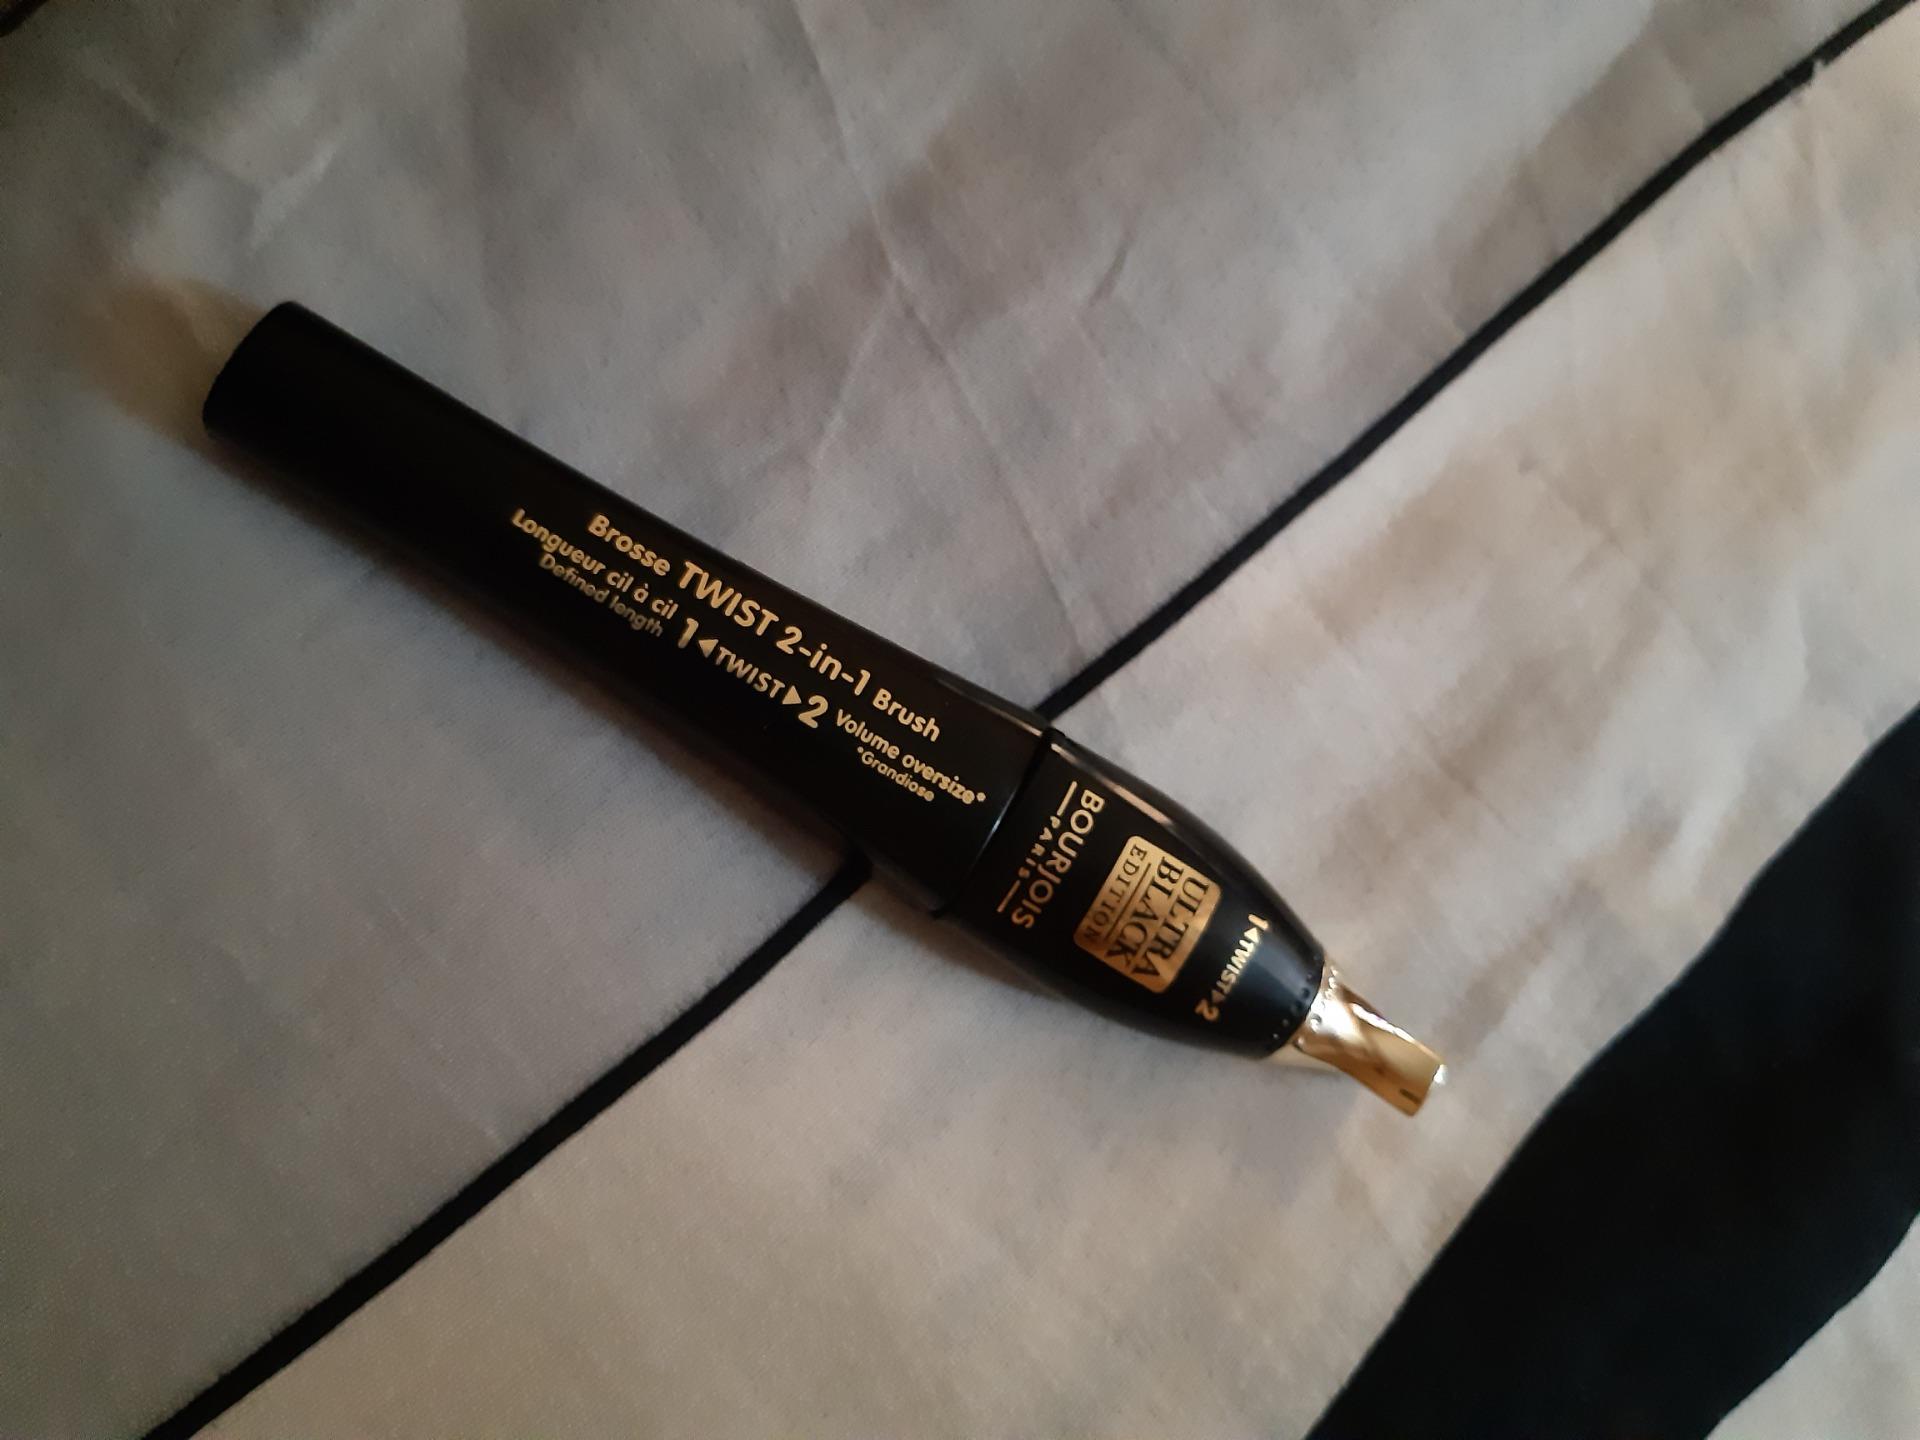 Brosse TWIST 2-in-1 Brush
Longueur cil à cil
Defined length
1◀TWIST▶2
Volume oversize*
*Grandiose
BOURJOIS
PARIS
ULTRA
BLACK
EDITION
1◀TWIST▶2